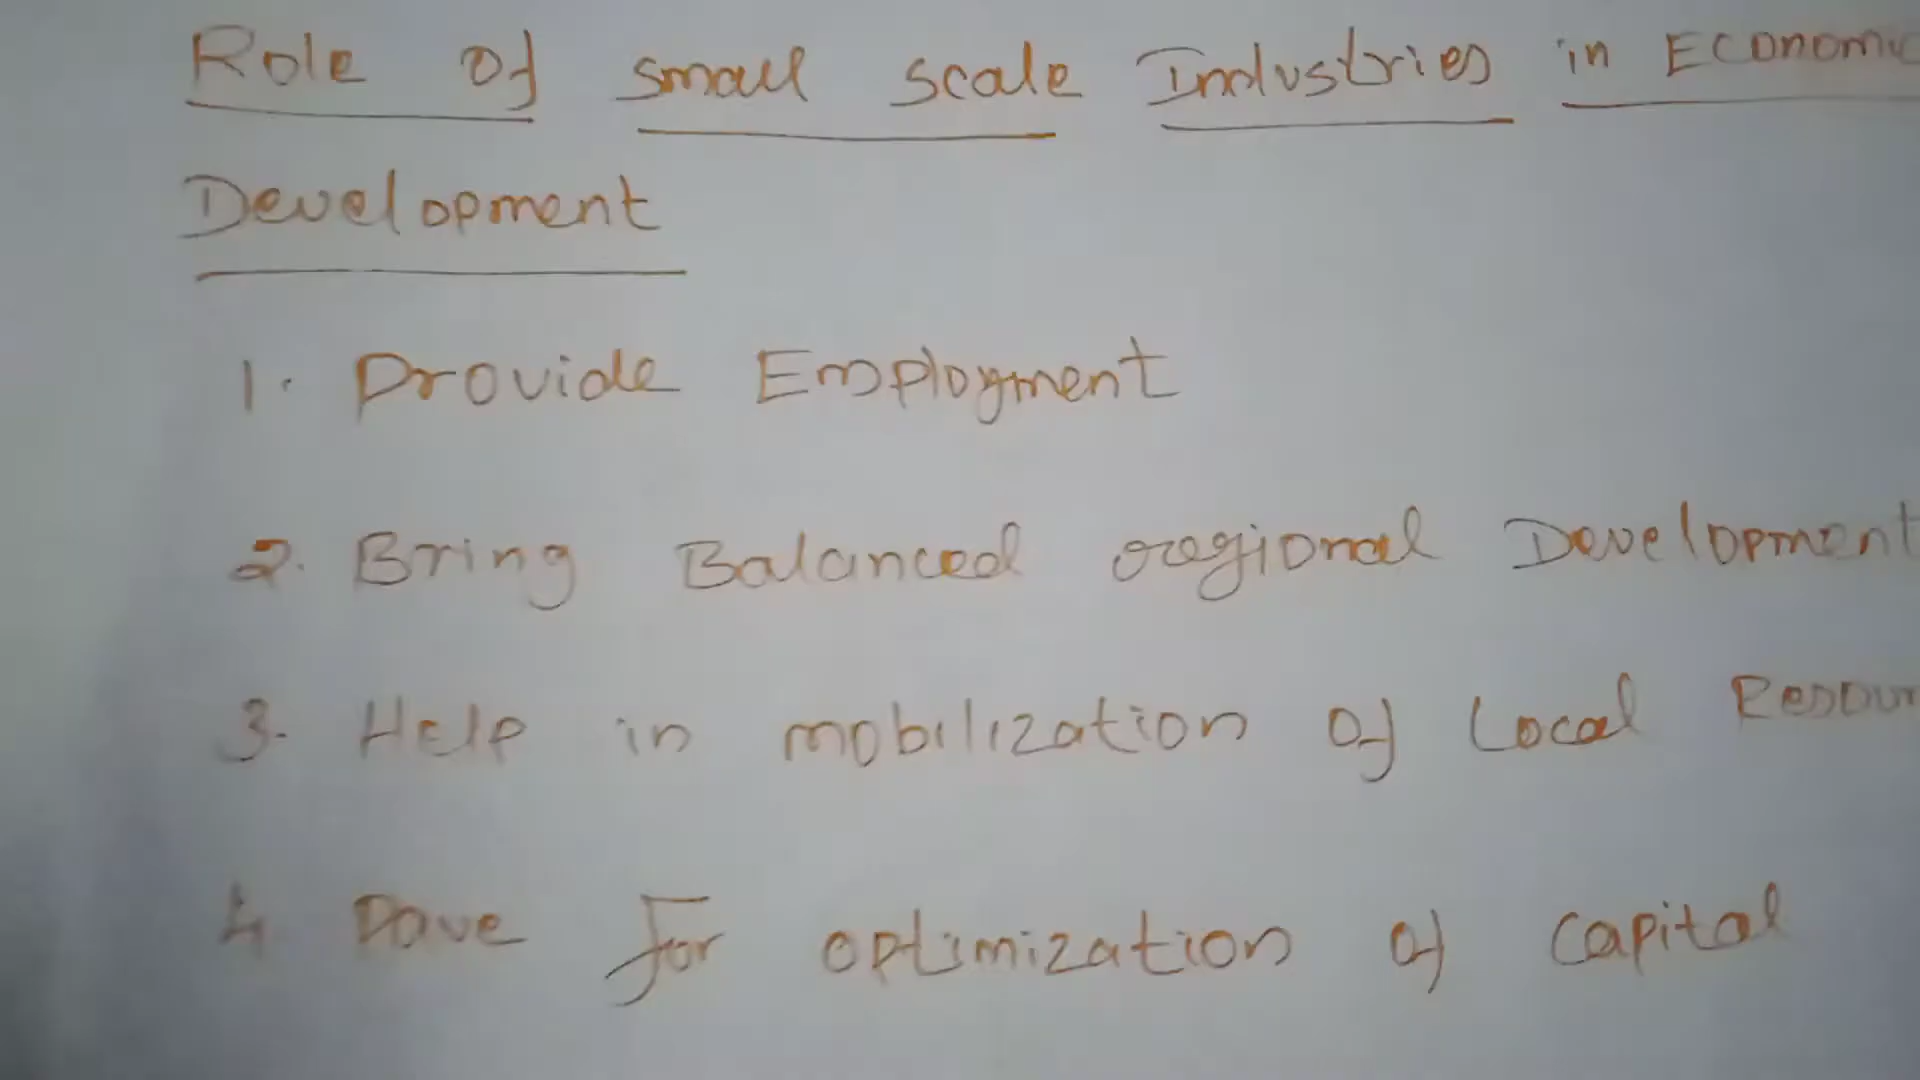 Role of small scale Industries in Economic
Development
1. Provide Employment
2. Bring Balanced regional Development
3. Help in mobilization of Local Resour
4. Pave for optimization of capital